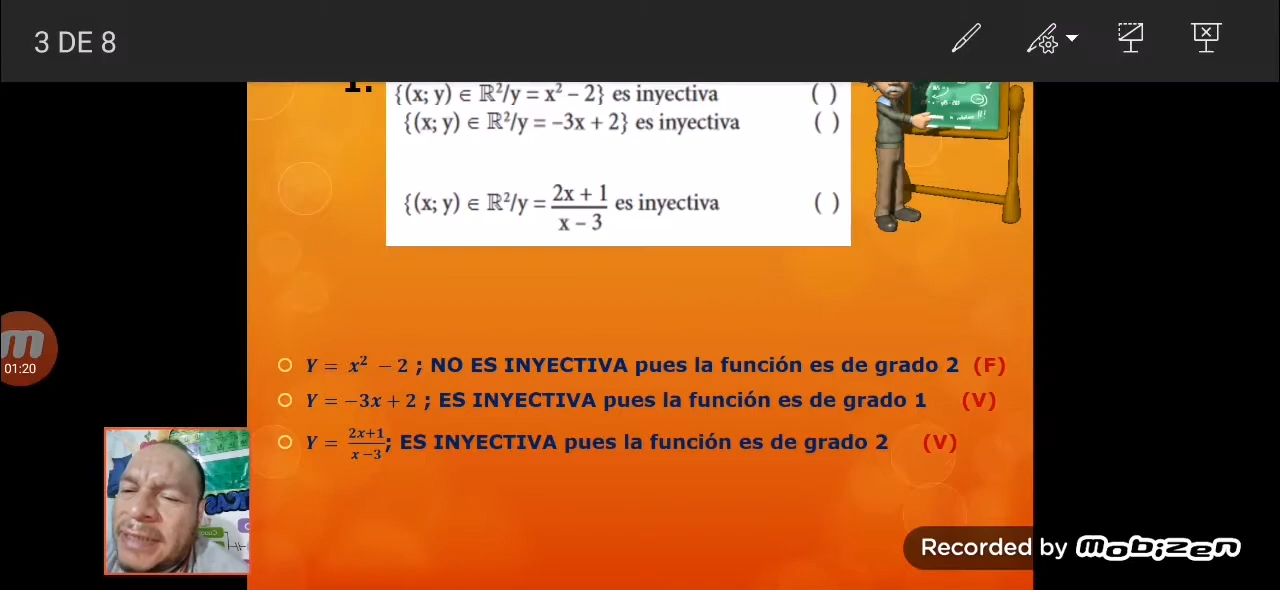 3 DE 8
1.
{(x; y) ∈ ℝ²/y = x² – 2} es inyectiva ( )
{(x; y) ∈ ℝ²/y = –3x + 2} es inyectiva ( )
{(x; y) ∈ ℝ²/y = (2x + 1)/(x – 3) es inyectiva ( )
01:20
Y = x² − 2 ; NO ES INYECTIVA pues la función es de grado 2 (F)
Y = −3x + 2 ; ES INYECTIVA pues la función es de grado 1 (V)
Y = (2x+1)/(x−3); ES INYECTIVA pues la función es de grado 2 (V)
Recorded by mobizen